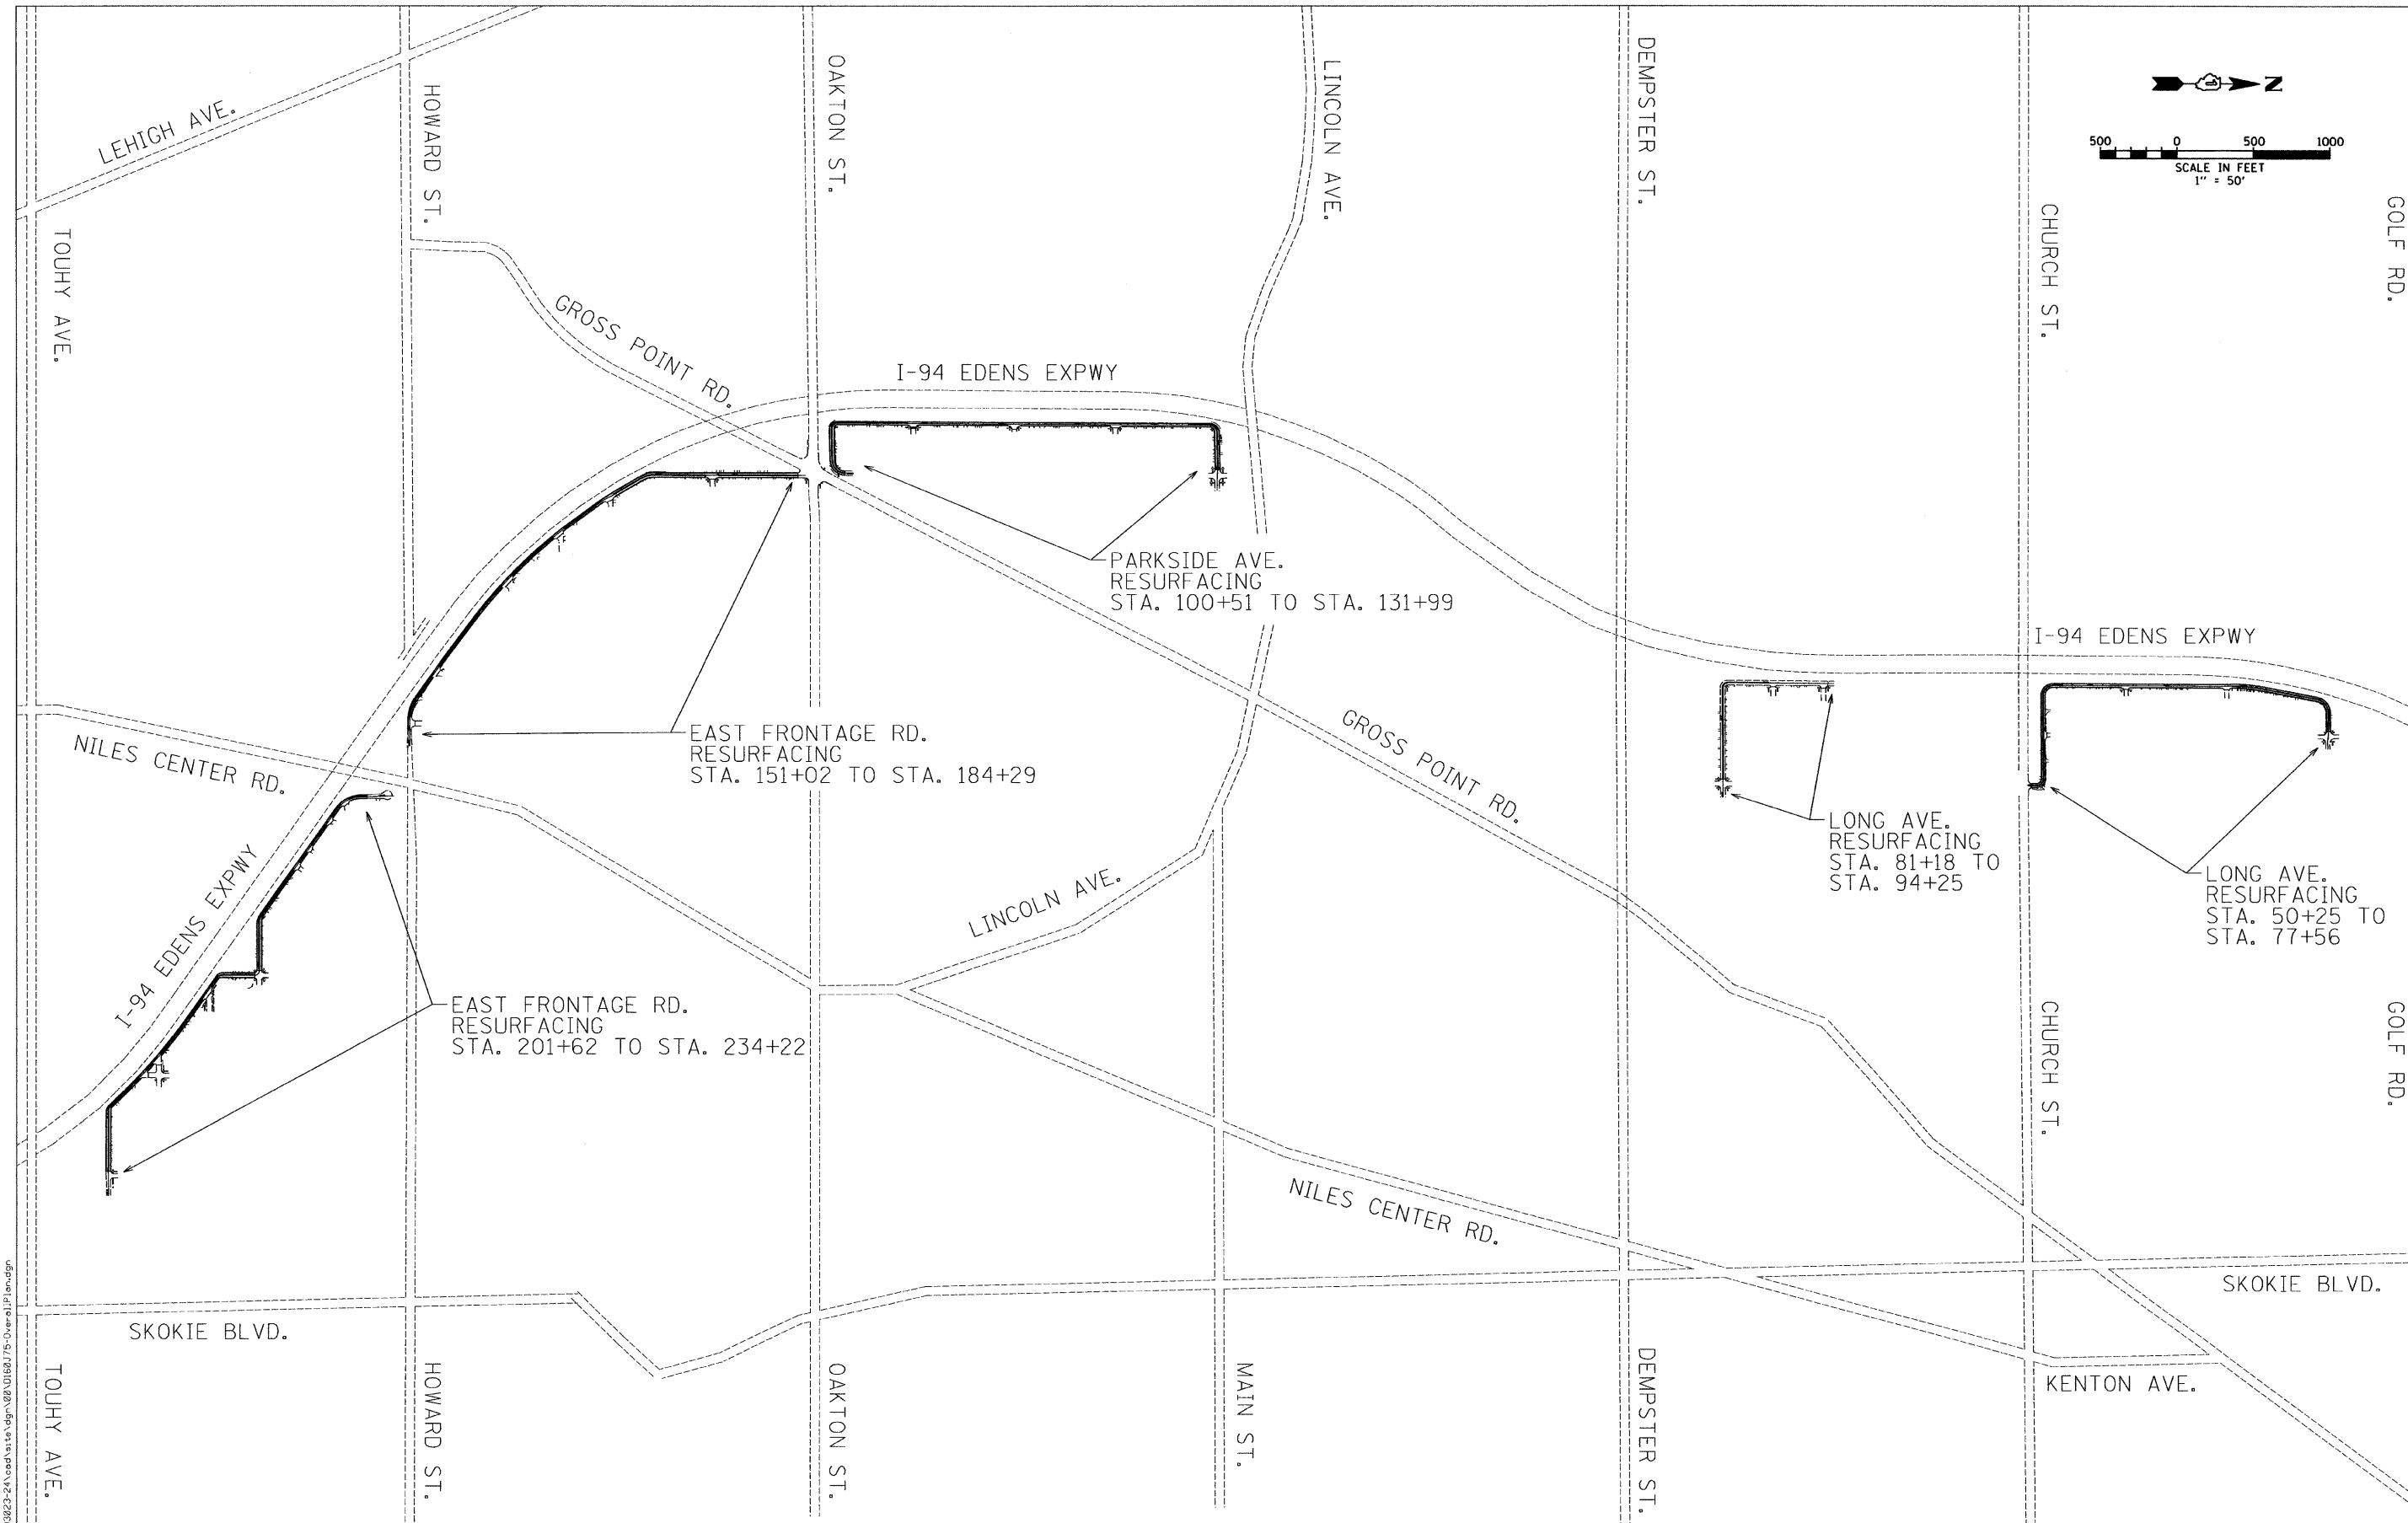 LEHIGH AVE.
HOWARD ST.
OAKTON ST.
LINCOLN AVE.
DEMPSTER ST.
N
500 0 500 1000
SCALE IN FEET
1" = 50'
CHURCH ST.
GOLF RD.
TOUHY AVE.
GROSS POINT RD.
I-94 EDENS EXPWY
PARKSIDE AVE.
RESURFACING
STA. 100+51 TO STA. 131+99
I-94 EDENS EXPWY
EAST FRONTAGE RD.
RESURFACING
STA. 151+02 TO STA. 184+29
NILES CENTER RD.
GROSS POINT RD.
LONG AVE.
RESURFACING
STA. 81+18 TO
STA. 94+25
LONG AVE.
RESURFACING
STA. 50+25 TO
STA. 77+56
I-94 EDENS EXPWY
LINCOLN AVE.
EAST FRONTAGE RD.
RESURFACING
STA. 201+62 TO STA. 234+22
CHURCH ST.
GOLF RD.
NILES CENTER RD.
SKOKIE BLVD.
SKOKIE BLVD.
TOUHY AVE.
HOWARD ST.
OAKTON ST.
MAIN ST.
DEMPSTER ST.
KENTON AVE.